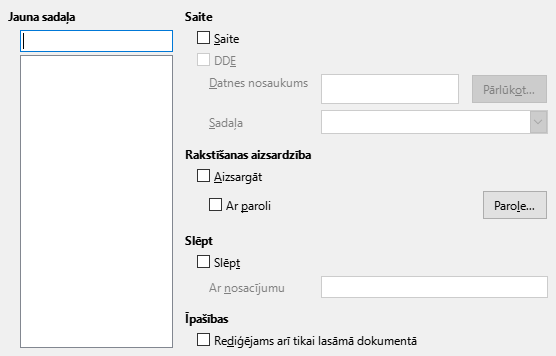 Jauna sadaļa
Saite
Saite
DDE
Datnes nosaukums
Pārlūkot...
Sadaļa
Rakstīšanas aizsardzība
Aizsargāt
Ar paroli
Parole...
Slēpt
Slēpt
Ar nosacījumu
Īpašības
Rediģējams arī tikai lasāmā dokumentā